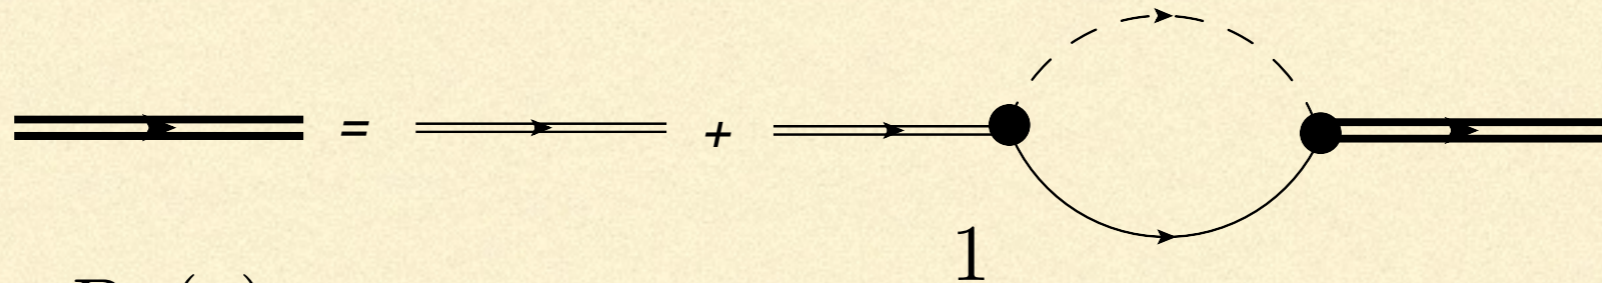 = +
1